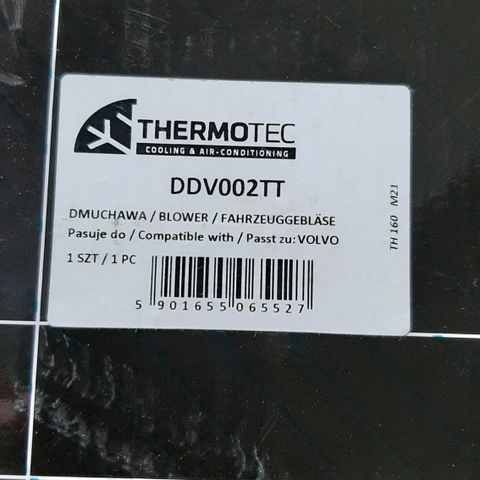 THERMOTEC
COOLING & AIR-CONDITIONING
DDV002TT
DMUCHAWA / BLOWER / FAHRZEUGGEBLÄSE
Pasuje do / Compatible with / Passt zu: VOLVO
1 SZT / 1 PC
5 901655 065527
TH 160 M21